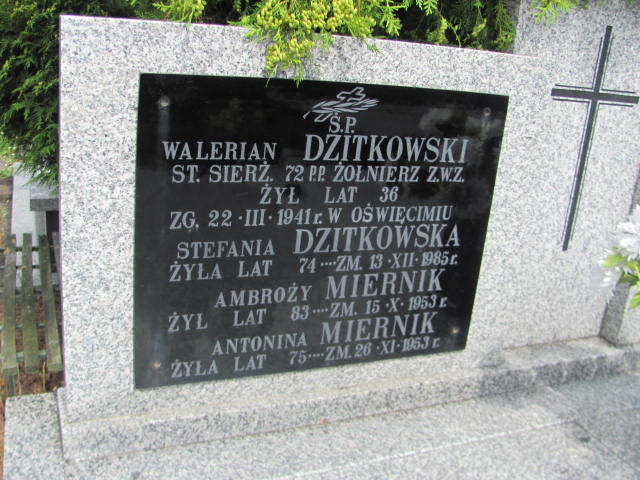 Ś.P.
WALERIAN DZITKOWSKI
ST. SIERŻ. 72 P.P. ŻOŁNIERZ Z.W.Z.
ŻYŁ LAT 36
ZG. 22·III·1941 r. W OŚWIĘCIMIU
STEFANIA DZITKOWSKA
ŻYŁA LAT 74····ZM. 13·XII·1985 r.
AMBROŻY MIERNIK
ŻYŁ LAT 83····ZM. 15·X·1953 r.
ANTONINA MIERNIK
ŻYŁA LAT 75····ZM. 26·XI·1953 r.